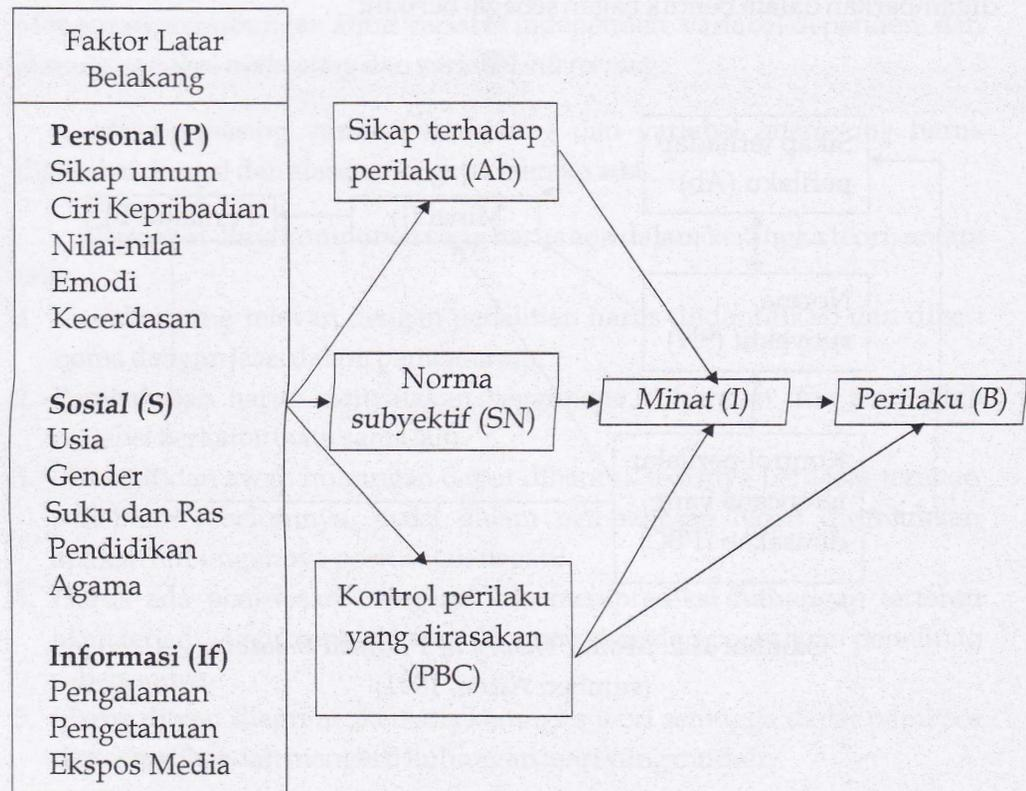 Faktor Latar
Belakang
Personal (P)
Sikap umum
Ciri Kepribadian
Nilai-nilai
Emodi
Kecerdasan
Sosial (S)
Usia
Gender
Suku dan Ras
Pendidikan
Agama
Informasi (If)
Pengalaman
Pengetahuan
Ekspos Media
Sikap terhadap
perilaku (Ab)
Norma
subyektif (SN)
Kontrol perilaku
yang dirasakan
(PBC)
Minat (I)
Perilaku (B)